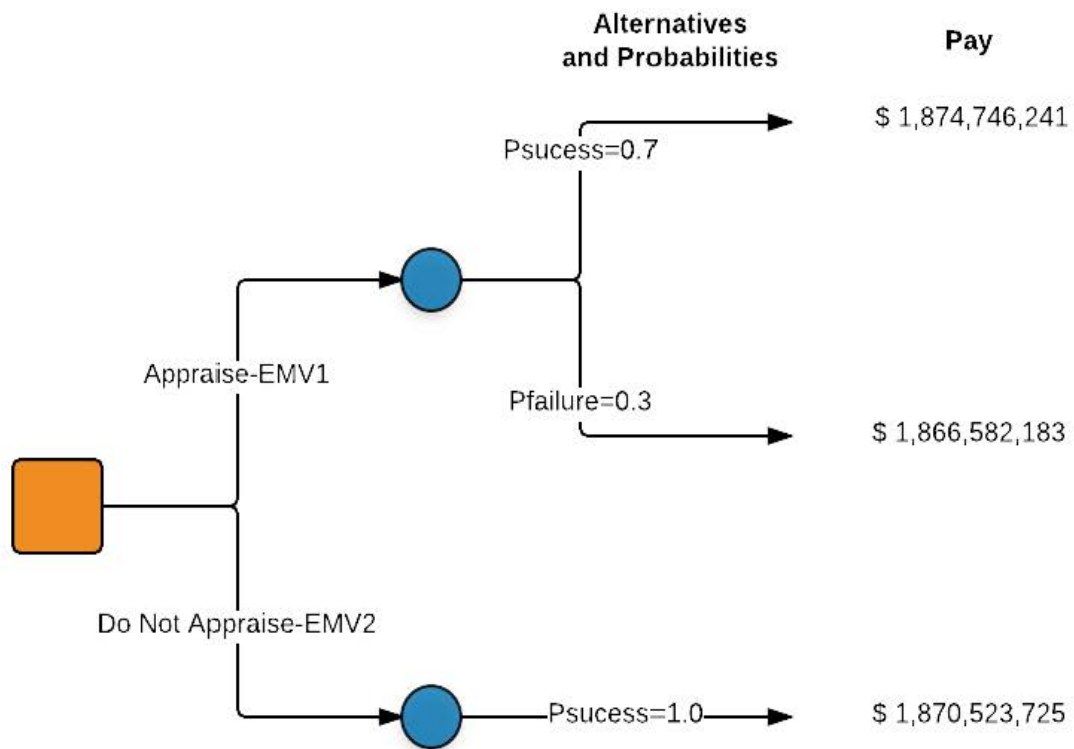 Alternatives
and Probabilities
Pay
$ 1,874,746,241
Psucess=0.7
Appraise-EMV1
Pfailure=0.3
$ 1,866,582,183
Do Not Appraise-EMV2
Psucess=1.0
$ 1,870,523,725